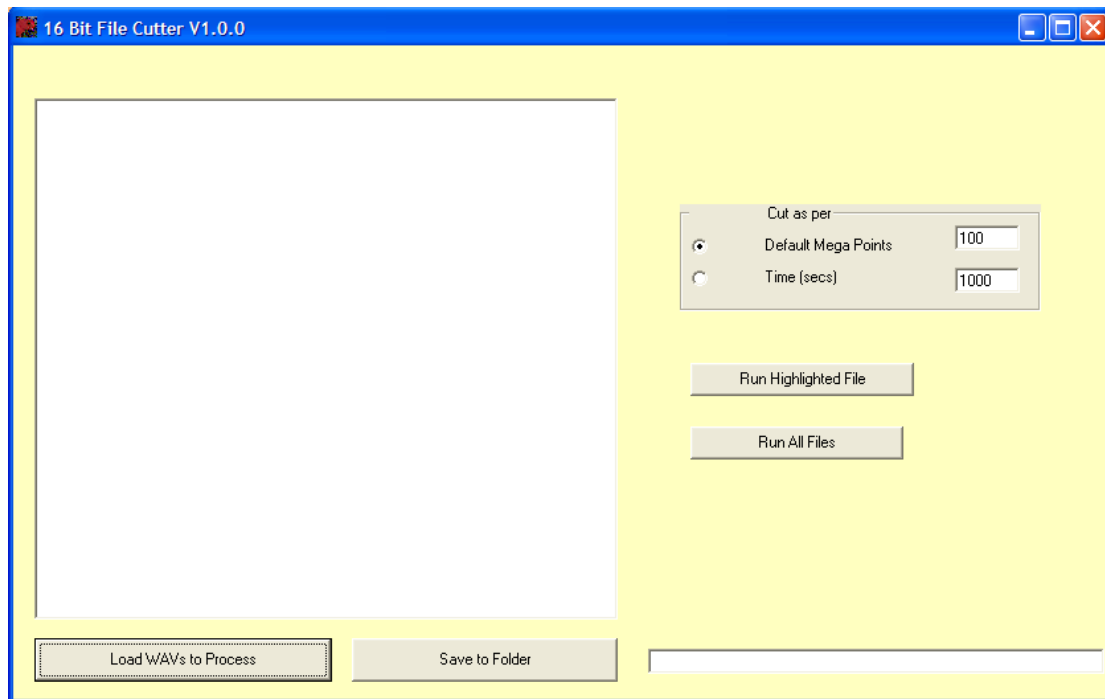 16 Bit File Cutter V1.0.0
Cut as per
Default Mega Points 100
Time (secs) 1000
Run Highlighted File
Run All Files
Load WAVs to Process Save to Folder